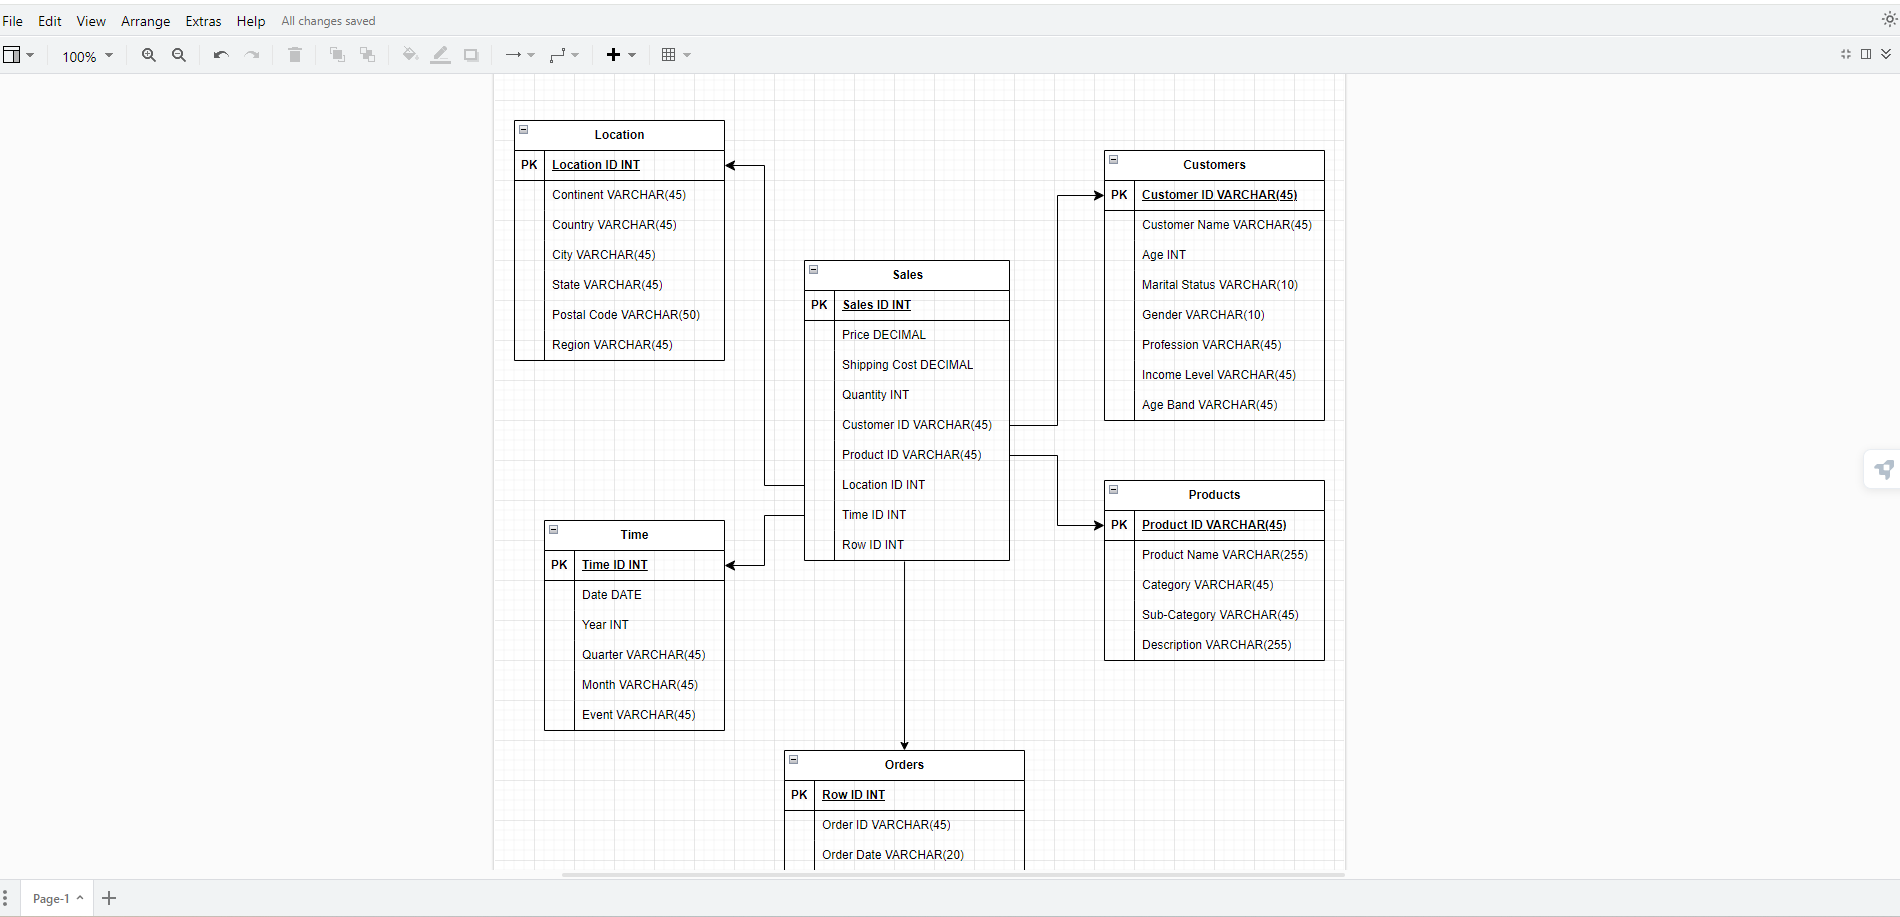 File Edit View Arrange Extras Help All changes saved
100%
Location
PK Location ID INT
Continent VARCHAR(45)
Country VARCHAR(45)
City VARCHAR(45)
State VARCHAR(45)
Postal Code VARCHAR(50)
Region VARCHAR(45)
Customers
PK Customer ID VARCHAR(45)
Customer Name VARCHAR(45)
Age INT
Marital Status VARCHAR(10)
Gender VARCHAR(10)
Profession VARCHAR(45)
Income Level VARCHAR(45)
Age Band VARCHAR(45)
Sales
PK Sales ID INT
Price DECIMAL
Shipping Cost DECIMAL
Quantity INT
Customer ID VARCHAR(45)
Product ID VARCHAR(45)
Location ID INT
Time ID INT
Row ID INT
Products
PK Product ID VARCHAR(45)
Product Name VARCHAR(255)
Category VARCHAR(45)
Sub-Category VARCHAR(45)
Description VARCHAR(255)
Time
PK Time ID INT
Date DATE
Year INT
Quarter VARCHAR(45)
Month VARCHAR(45)
Event VARCHAR(45)
Orders
PK Row ID INT
Order ID VARCHAR(45)
Order Date VARCHAR(20)
Page-1